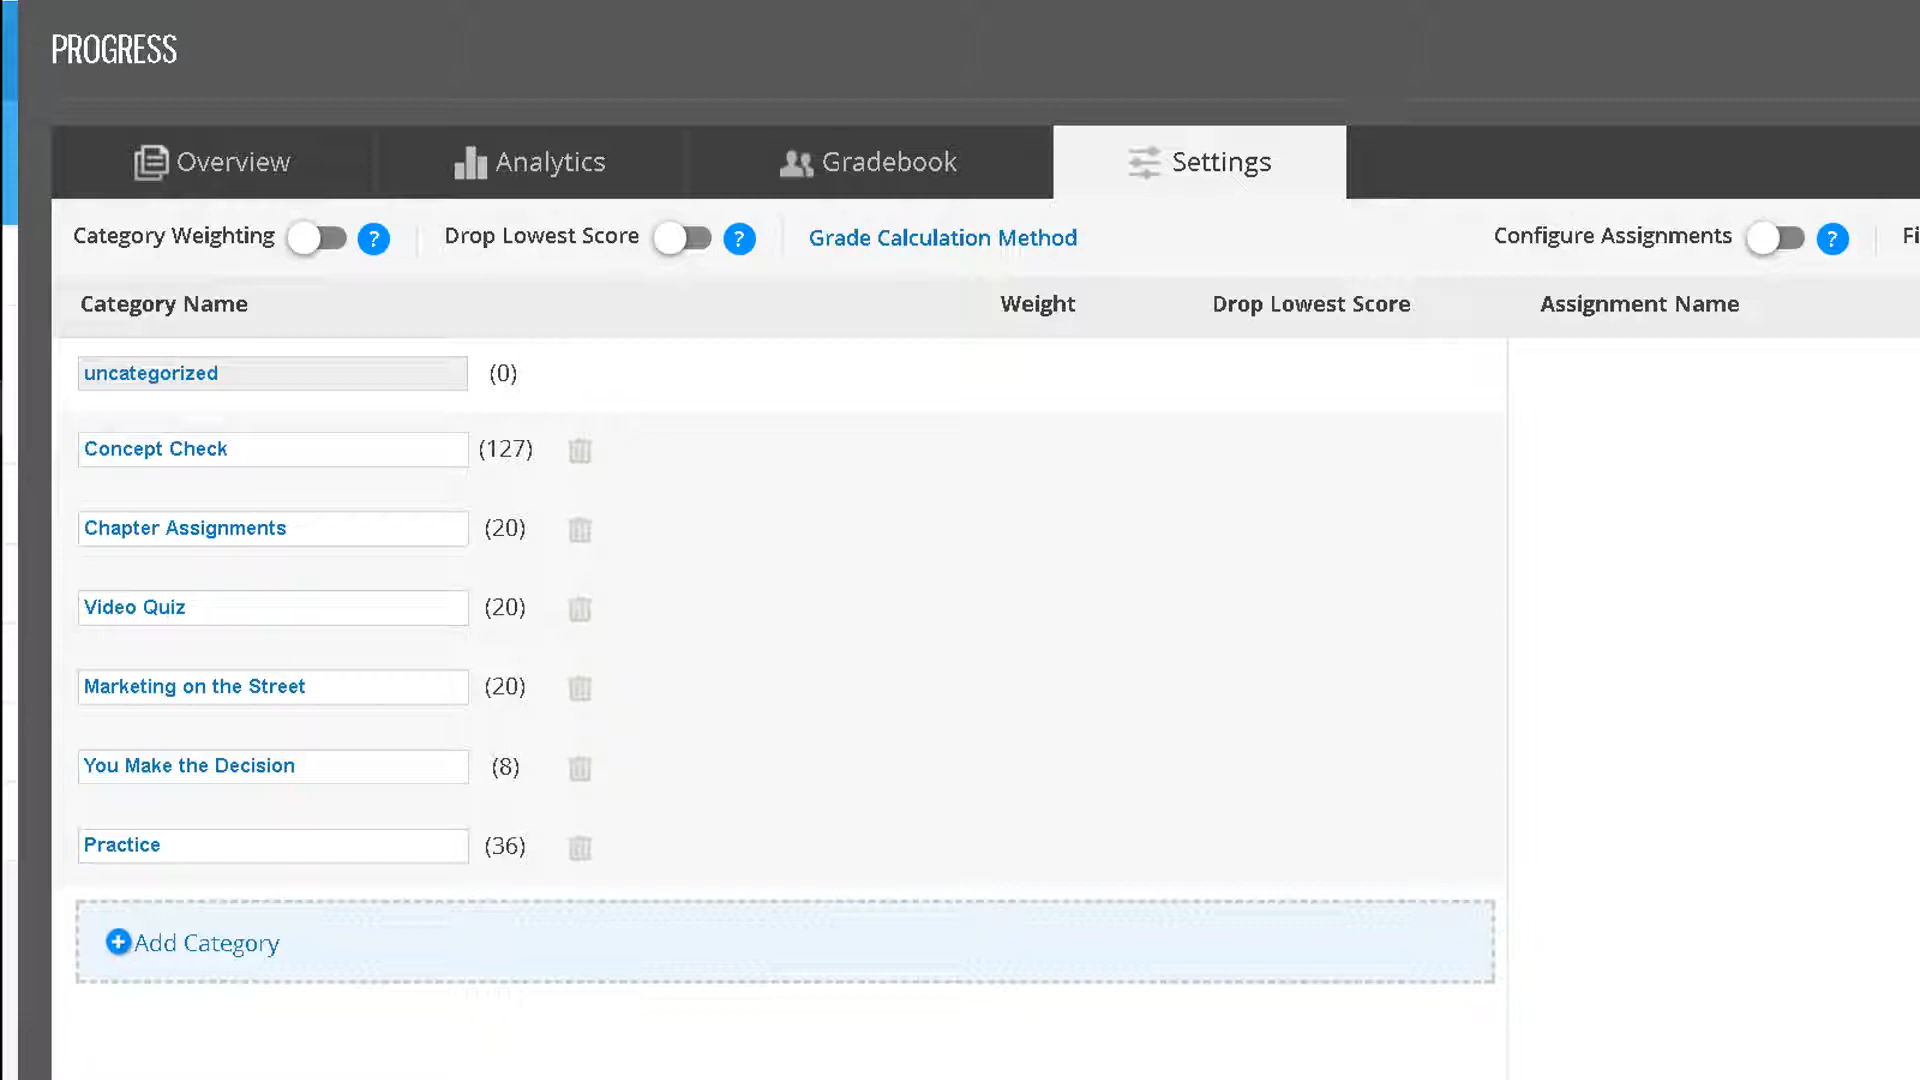 PROGRESS
Overview
Analytics
Gradebook
Settings
Category Weighting ? Drop Lowest Score ? Grade Calculation Method Configure Assignments ?
Category Name Weight Drop Lowest Score Assignment Name
uncategorized (0)
Concept Check (127)
Chapter Assignments (20)
Video Quiz (20)
Marketing on the Street (20)
You Make the Decision (8)
Practice (36)
Add Category